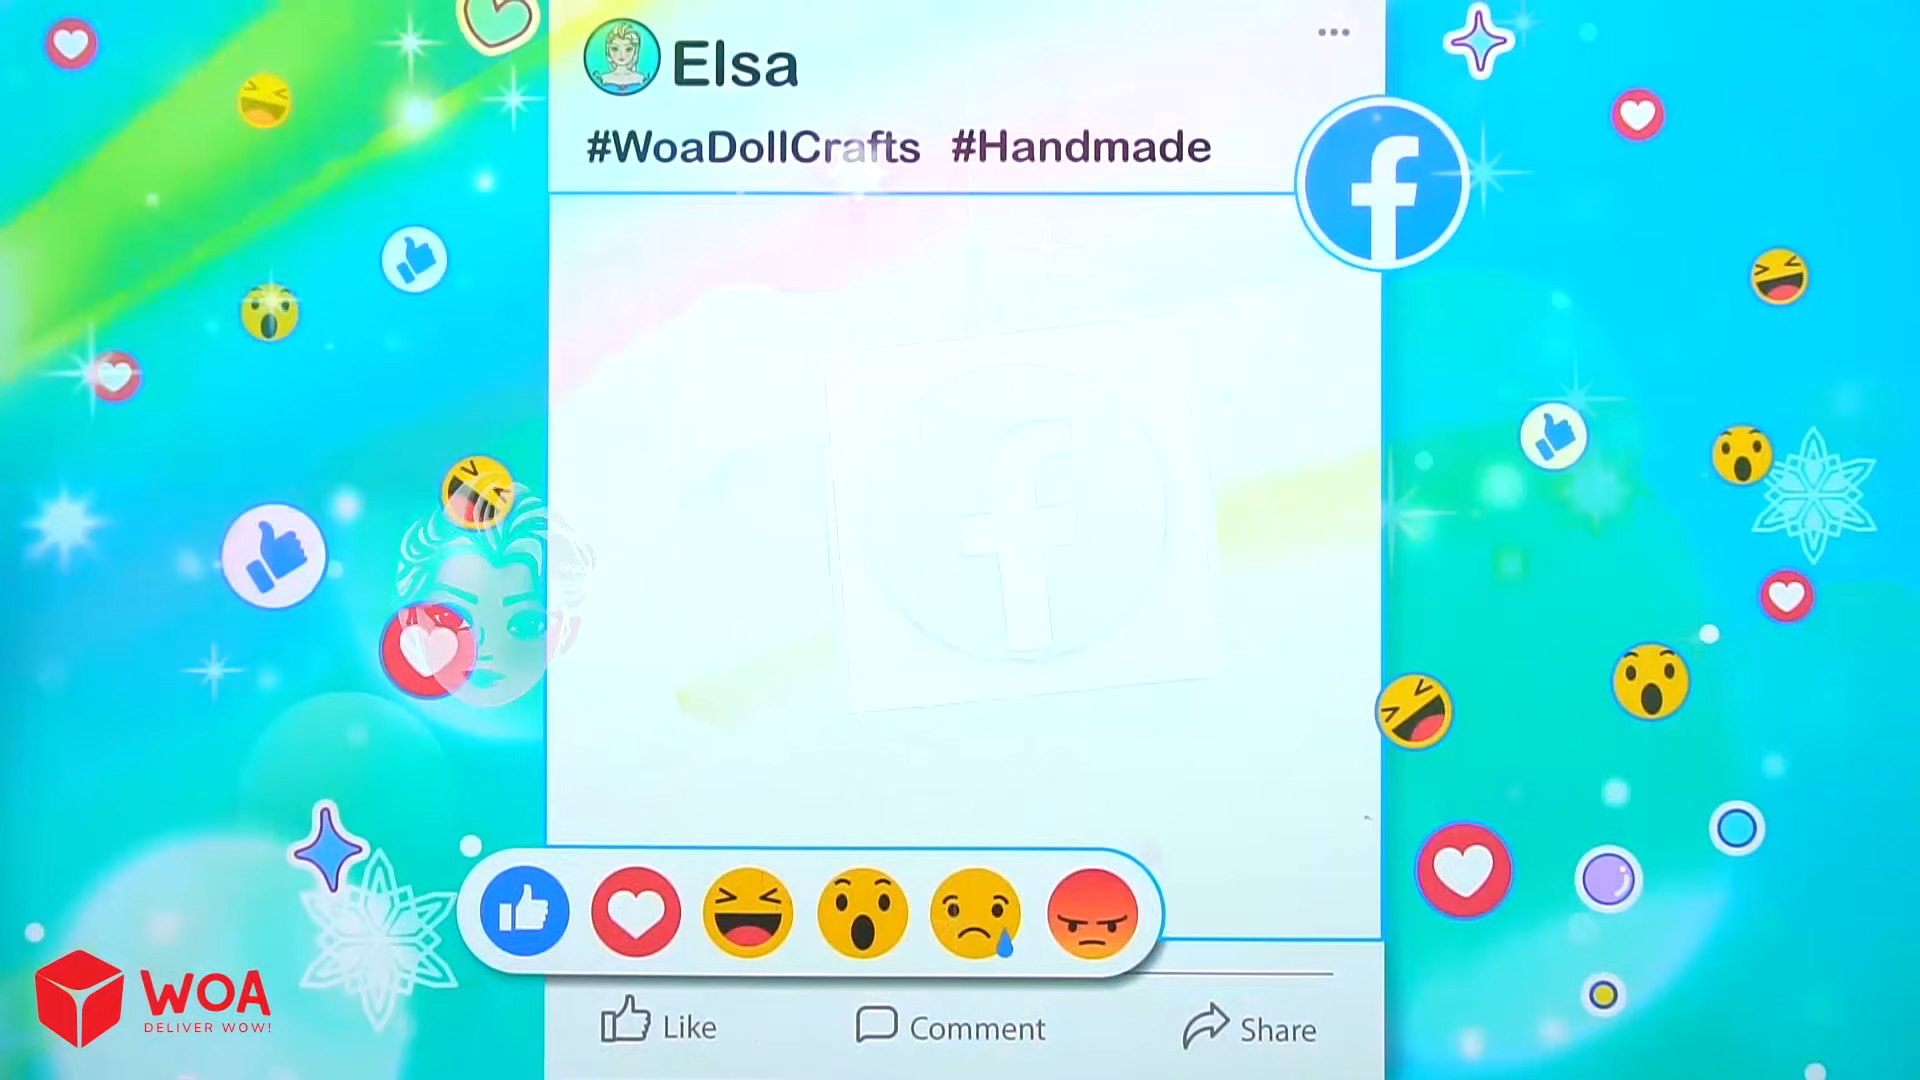 Elsa
#WoaDollCrafts #Handmade
Like
Comment
Share
WOA
DELIVER WOW!